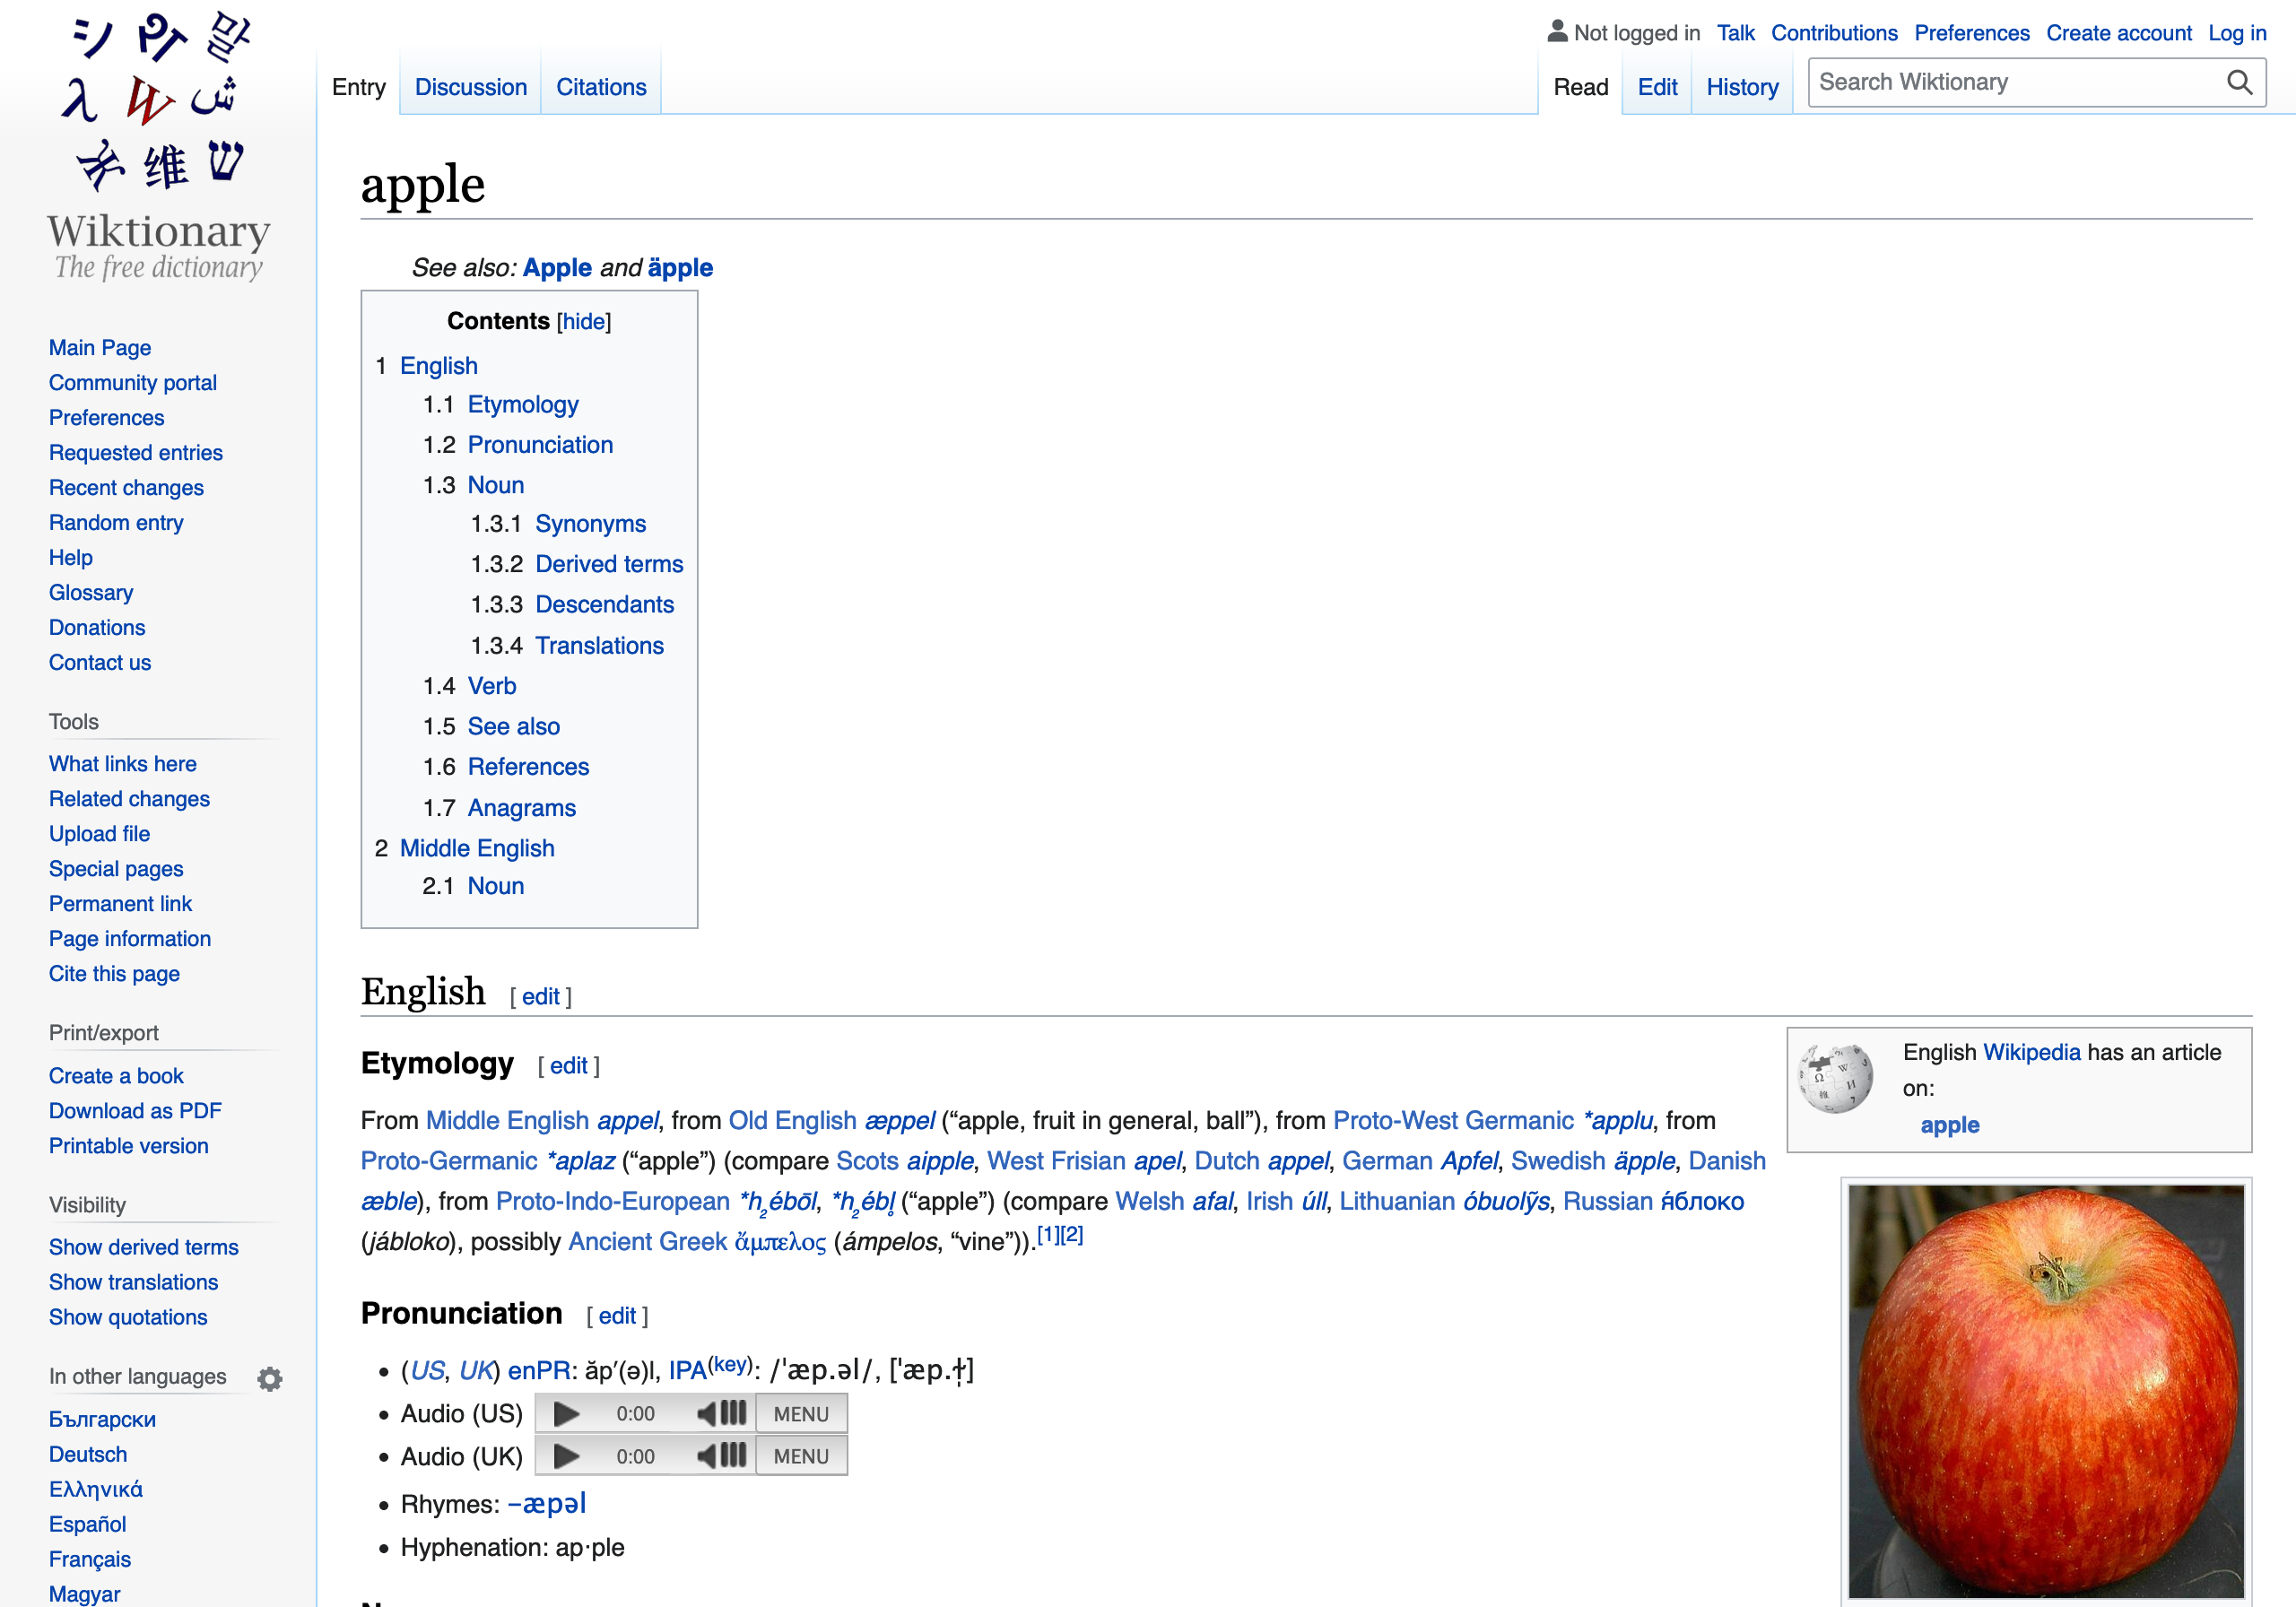 シ Ꭾ 말
λ W ش
维 ש
Wiktionary
The free dictionary
Main Page
Community portal
Preferences
Requested entries
Recent changes
Random entry
Help
Glossary
Donations
Contact us
Tools
What links here
Related changes
Upload file
Special pages
Permanent link
Page information
Cite this page
Print/export
Create a book
Download as PDF
Printable version
Visibility
Show derived terms
Show translations
Show quotations
In other languages
Български
Deutsch
Ελληνικά
Español
Français
Magyar
Not logged in Talk Contributions Preferences Create account Log in
Entry Discussion Citations Read Edit History Search Wiktionary
apple
See also: Apple and äpple
Contents [hide]
1 English
1.1 Etymology
1.2 Pronunciation
1.3 Noun
1.3.1 Synonyms
1.3.2 Derived terms
1.3.3 Descendants
1.3.4 Translations
1.4 Verb
1.5 See also
1.6 References
1.7 Anagrams
2 Middle English
2.1 Noun
English [ edit ]
Etymology [ edit ]
From Middle English appel, from Old English æppel (“apple, fruit in general, ball”), from Proto-West Germanic *applu, from
Proto-Germanic *aplaz (“apple”) (compare Scots aipple, West Frisian apel, Dutch appel, German Apfel, Swedish äpple, Danish
æble), from Proto-Indo-European *h₂ébōl, *h₂ébl̥ (“apple”) (compare Welsh afal, Irish úll, Lithuanian óbuolỹs, Russian я́блоко
(jábloko), possibly Ancient Greek ἄμπελος (ámpelos, “vine”)).[1][2]
English Wikipedia has an article
on:
apple
Pronunciation [ edit ]
(US, UK) enPR: ăp′(ə)l, IPA(key): /ˈæp.əl/, [ˈæp.ɫ̩]
Audio (US) 0:00 MENU
Audio (UK) 0:00 MENU
Rhymes: -æpəl
Hyphenation: ap‧ple